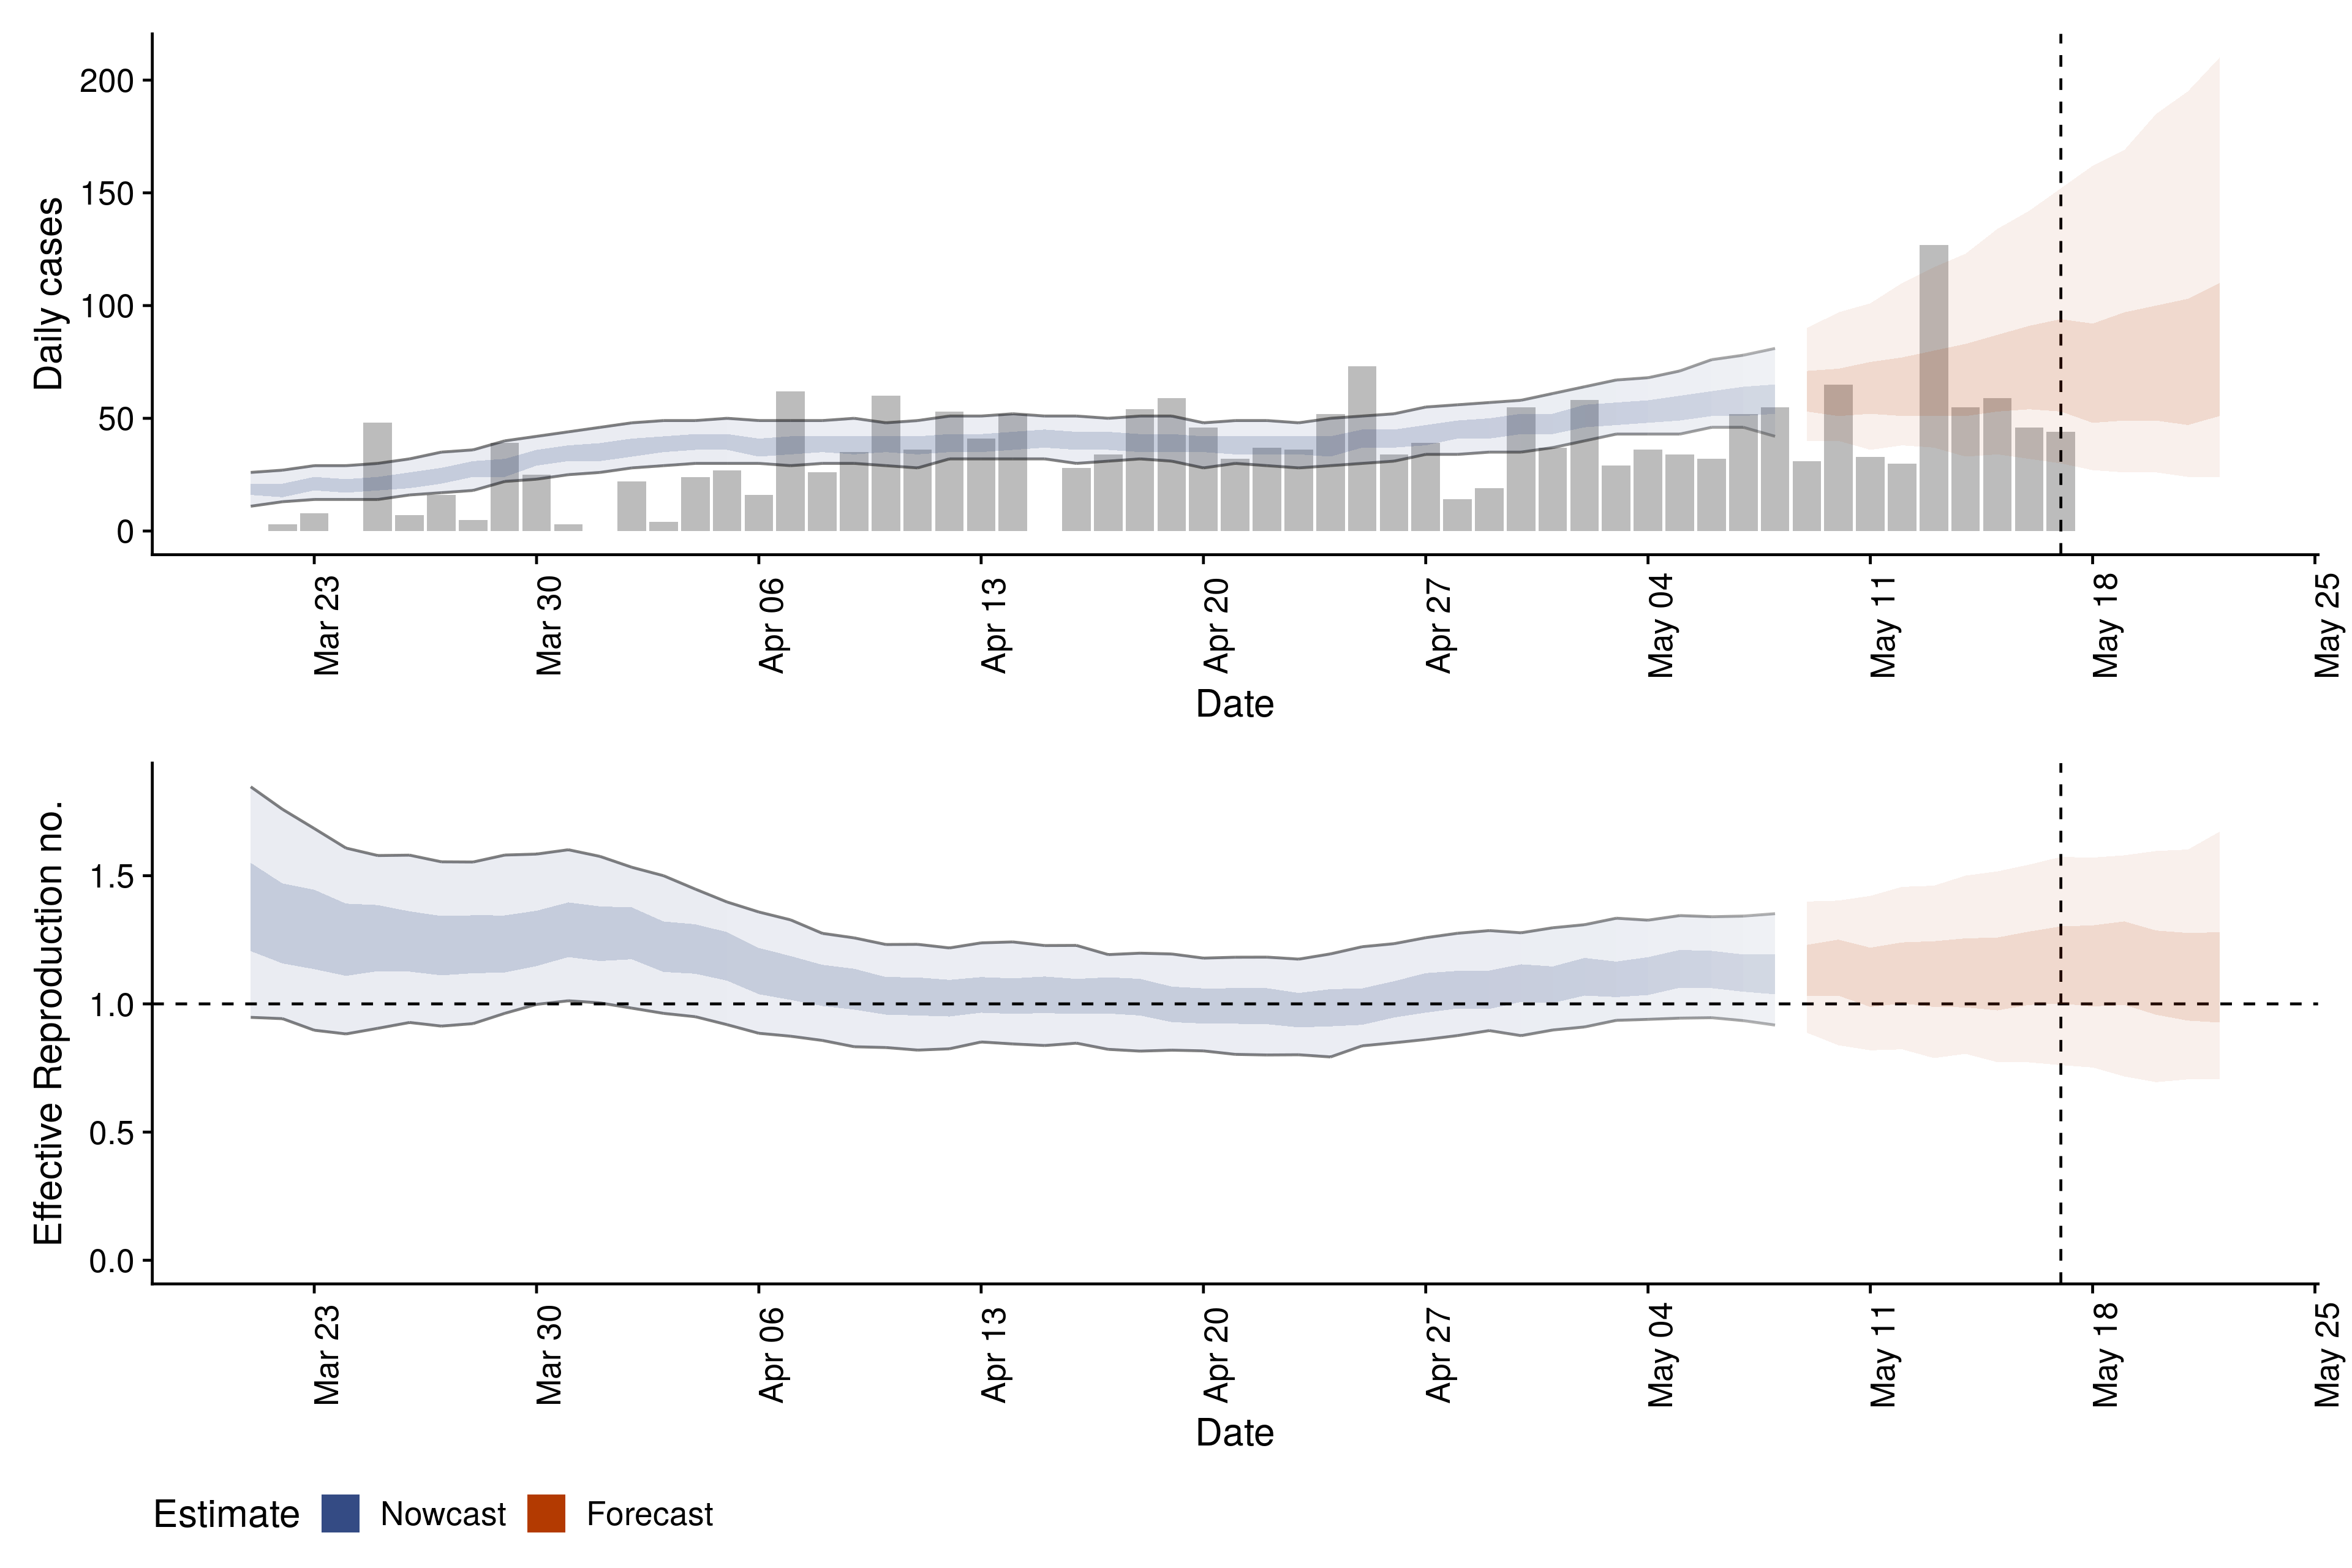 Daily cases
200
150
100
50
0
Mar 23
Mar 30
Apr 06
Apr 13
Apr 20
Apr 27
May 04
May 11
May 18
May 25
Date
Effective Reproduction no.
1.5
1.0
0.5
0.0
Mar 23
Mar 30
Apr 06
Apr 13
Apr 20
Apr 27
May 04
May 11
May 18
May 25
Date
Estimate Nowcast Forecast